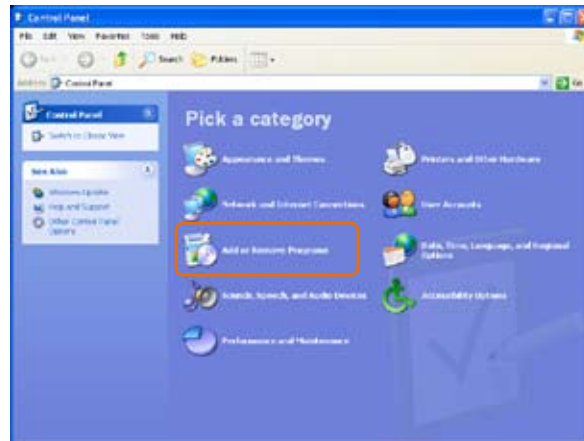 Control Panel
File Edit View Favorites Tools Help
Search Folders
Address Control Panel Go
Control Panel
Switch to Classic View
See Also
Windows Update
Help and Support
Other Control Panel
Options
Pick a category
Appearance and Themes
Printers and Other Hardware
Network and Internet Connections
User Accounts
Add or Remove Programs
Date, Time, Language, and Regional
Options
Sounds, Speech, and Audio Devices
Accessibility Options
Performance and Maintenance